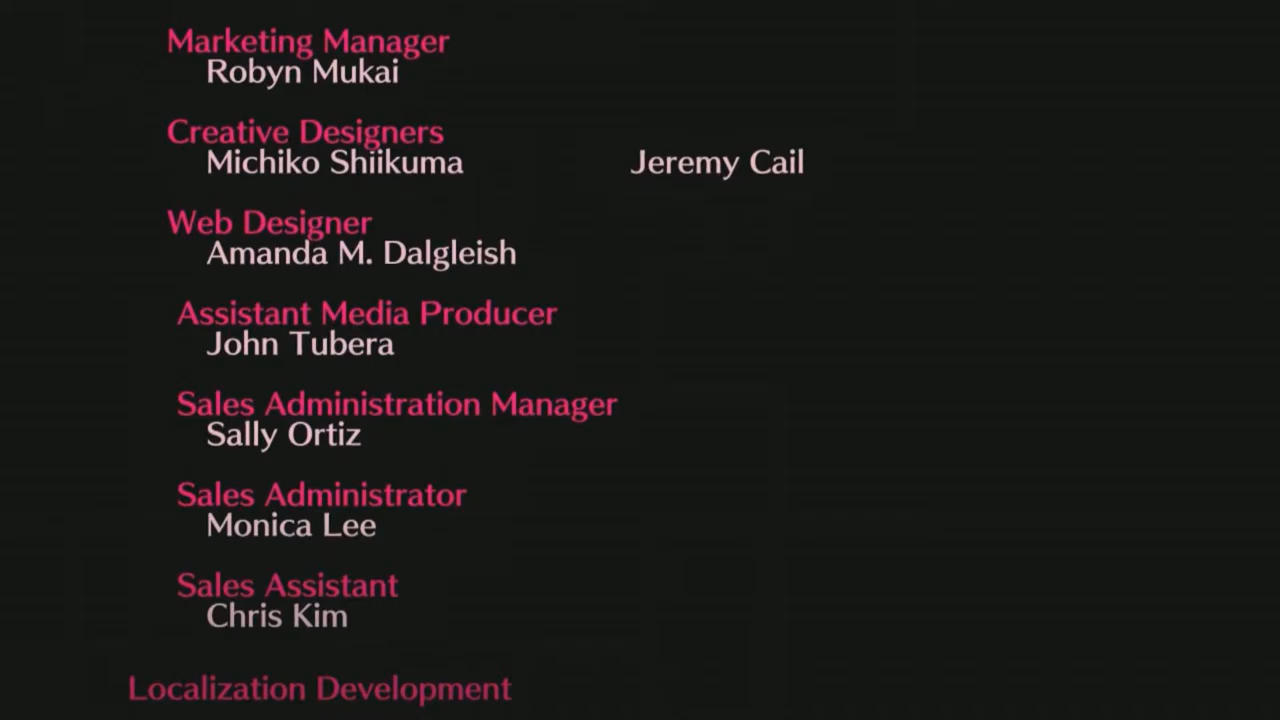 Marketing Manager
Robyn Mukai
Creative Designers
Michiko Shiikuma Jeremy Cail
Web Designer
Amanda M. Dalgleish
Assistant Media Producer
John Tubera
Sales Administration Manager
Sally Ortiz
Sales Administrator
Monica Lee
Sales Assistant
Chris Kim
Localization Development